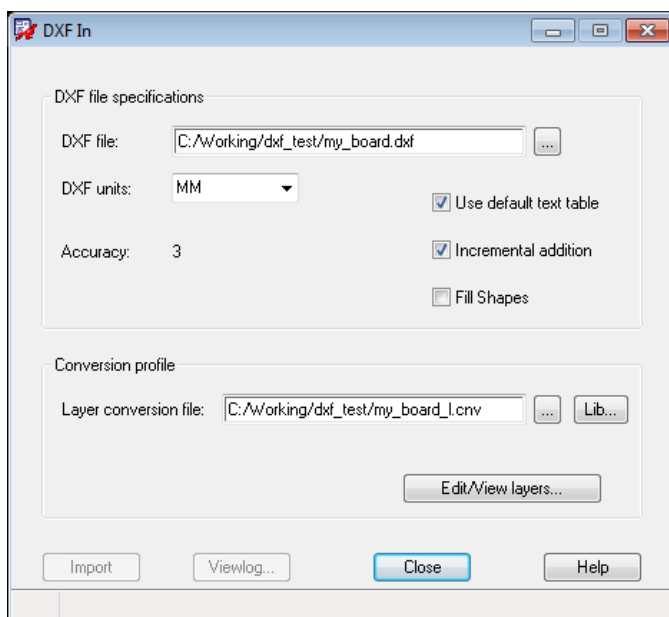 DXF In
DXF file specifications
DXF file: C:/Working/dxf_test/my_board.dxf ...
DXF units: MM
Use default text table
Accuracy: 3
Incremental addition
Fill Shapes
Conversion profile
Layer conversion file: C:/Working/dxf_test/my_board_l.cnv ... Lib...
Edit/View layers...
Import Viewlog... Close Help